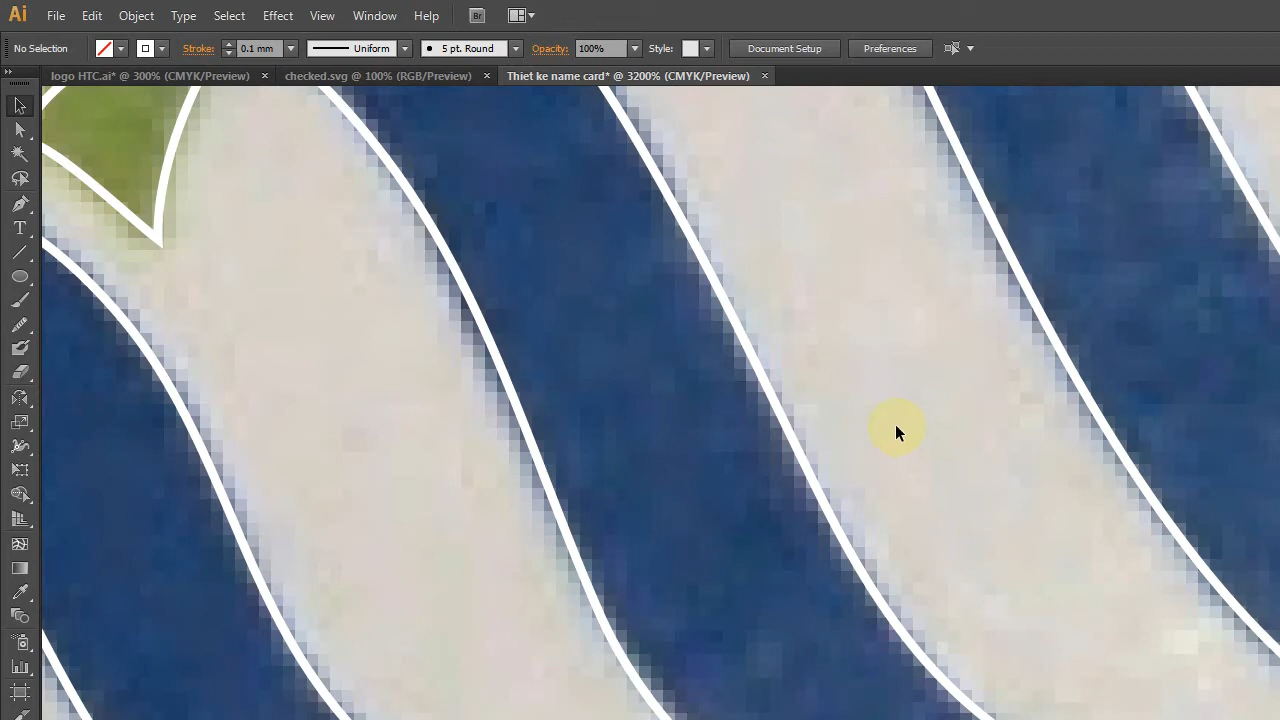 Ai File Edit Object Type Select Effect View Window Help Br
No Selection Stroke: 0.1 mm Uniform 5 pt. Round Opacity: 100% Style: Document Setup Preferences
logo HTC.ai* @ 300% (CMYK/Preview) × checked.svg @ 100% (RGB/Preview) × Thiet ke name card* @ 3200% (CMYK/Preview) ×